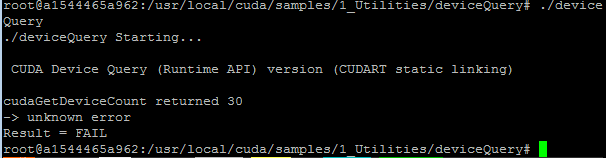 root@a1544465a962:/usr/local/cuda/samples/1_Utilities/deviceQuery# ./device
Query
./deviceQuery Starting...
CUDA Device Query (Runtime API) version (CUDART static linking)
cudaGetDeviceCount returned 30
-> unknown error
Result = FAIL
root@a1544465a962:/usr/local/cuda/samples/1_Utilities/deviceQuery#